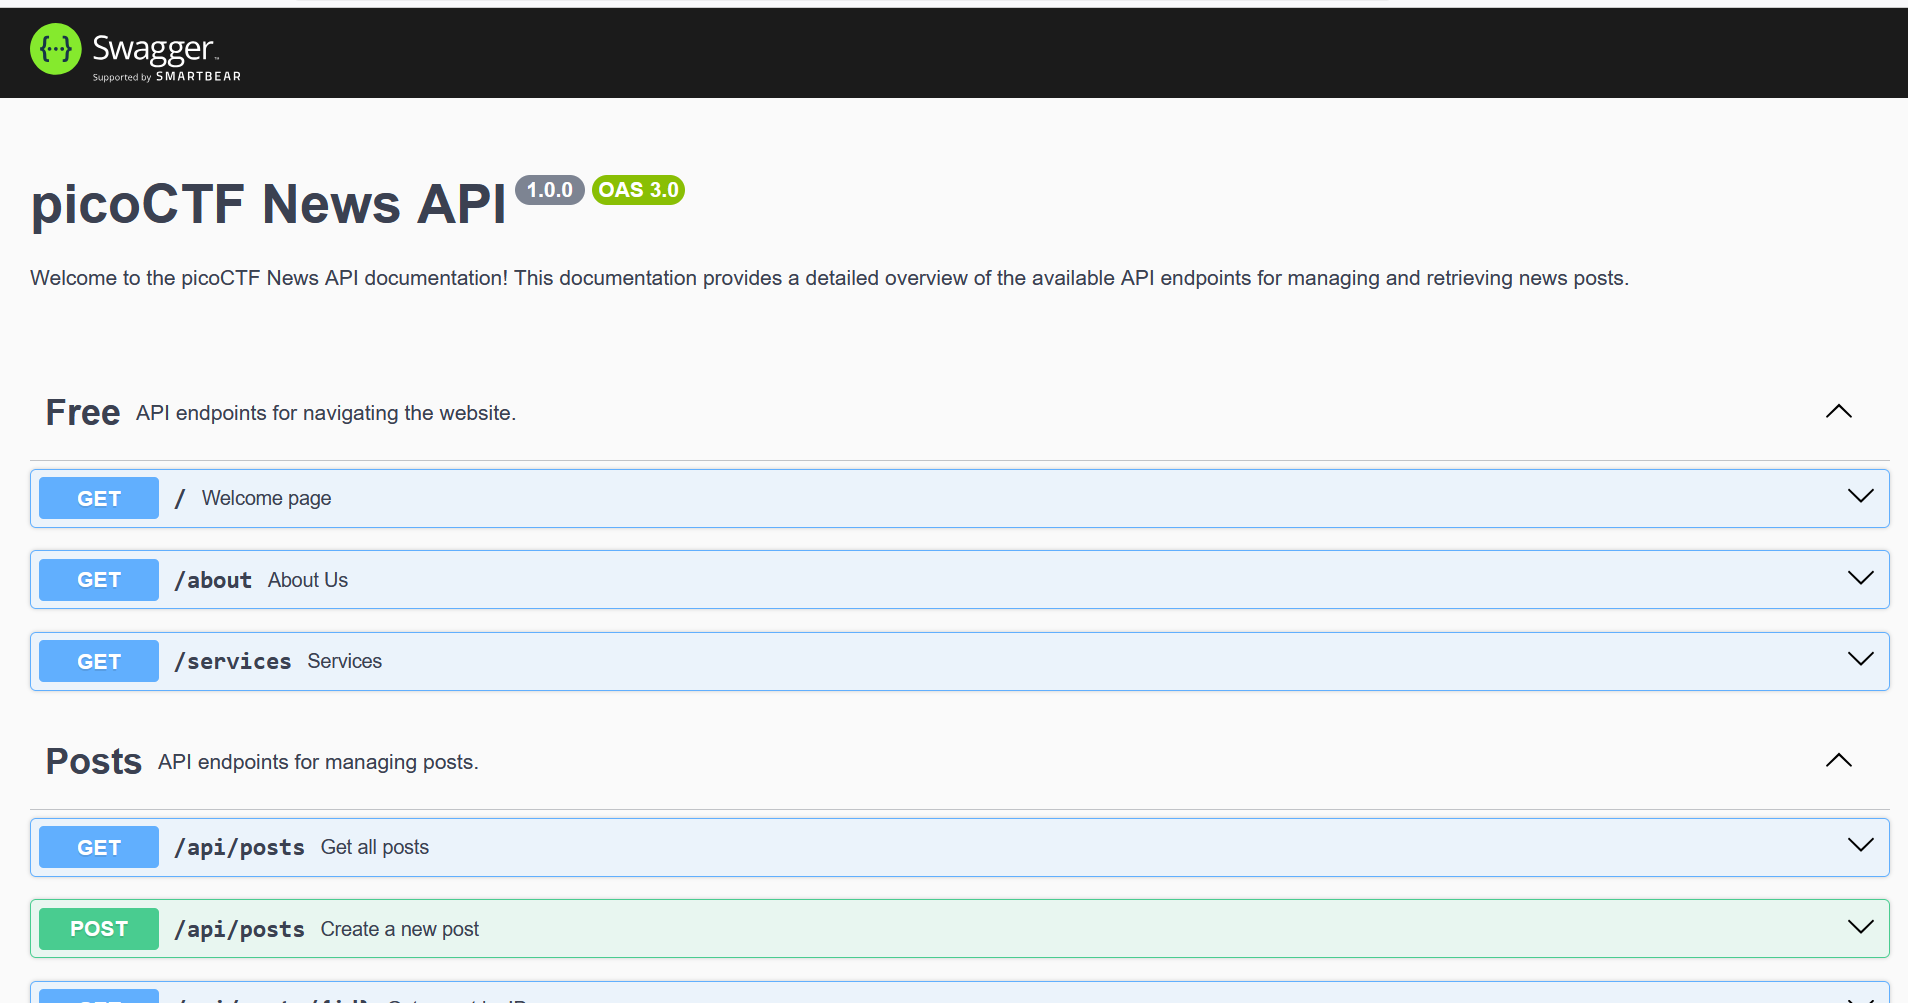 {···} Swagger™
Supported by SMARTBEAR
picoCTF News API 1.0.0 OAS 3.0
Welcome to the picoCTF News API documentation! This documentation provides a detailed overview of the available API endpoints for managing and retrieving news posts.
Free API endpoints for navigating the website.
GET / Welcome page
GET /about About Us
GET /services Services
Posts API endpoints for managing posts.
GET /api/posts Get all posts
POST /api/posts Create a new post
GET